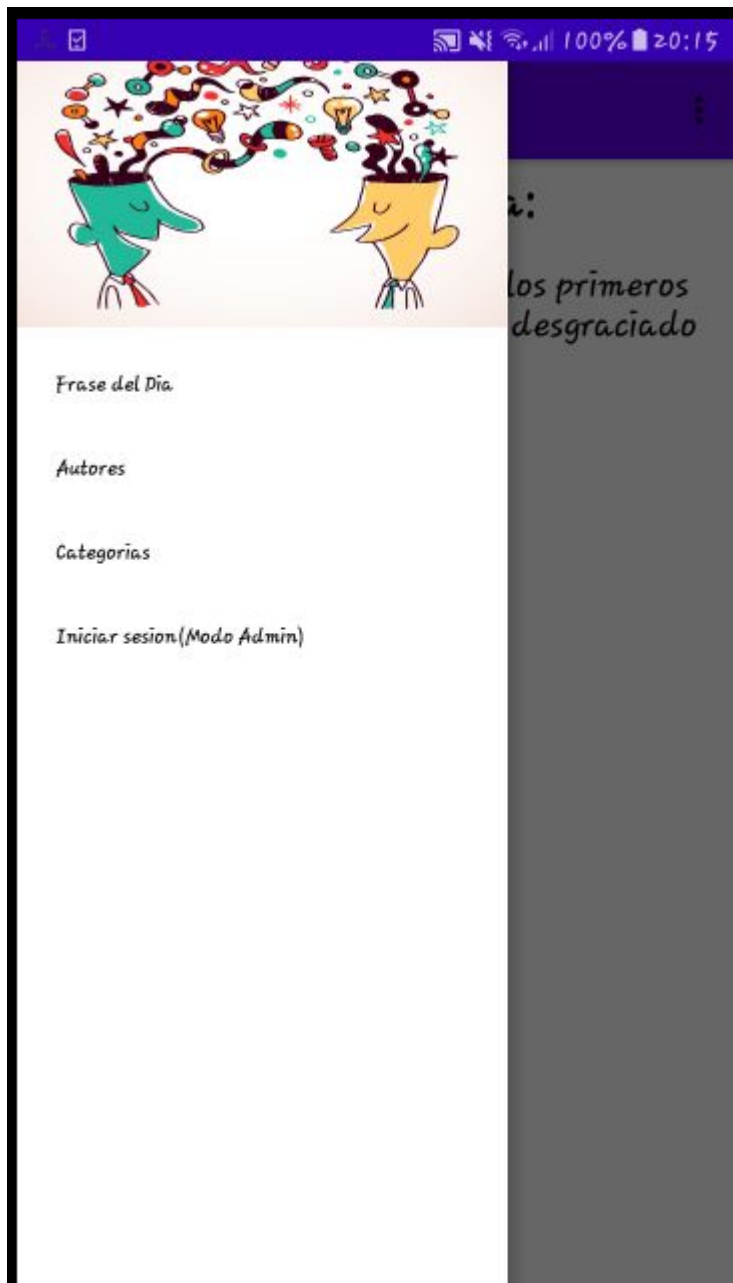 100% 20:15
a:
los primeros
desgraciado
Frase del Dia
Autores
Categorias
Iniciar sesion(Modo Admin)